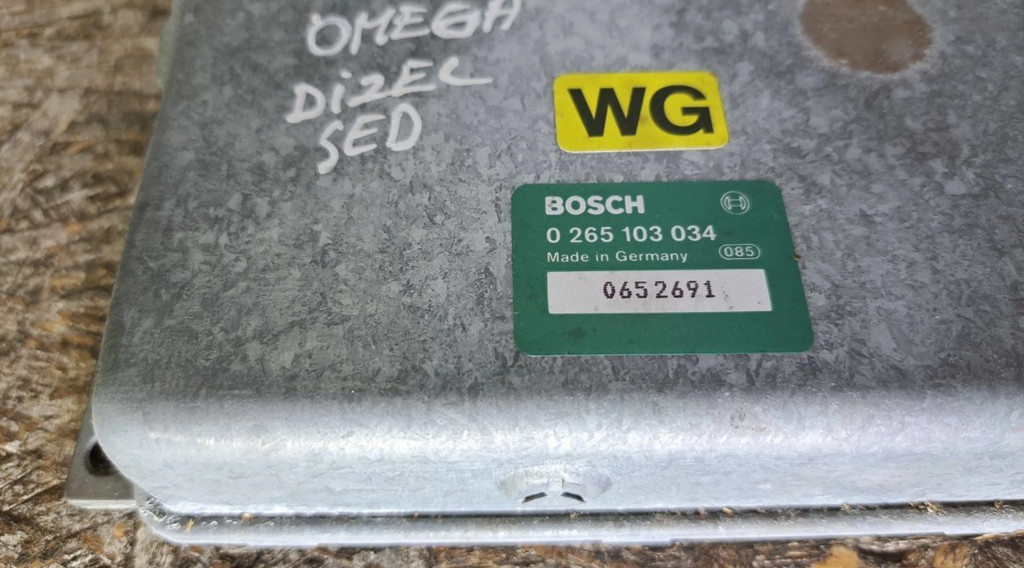 OMEGA
DiZEL
SED
WG
BOSCH
0 265 103 034
Made in Germany 085
0652691